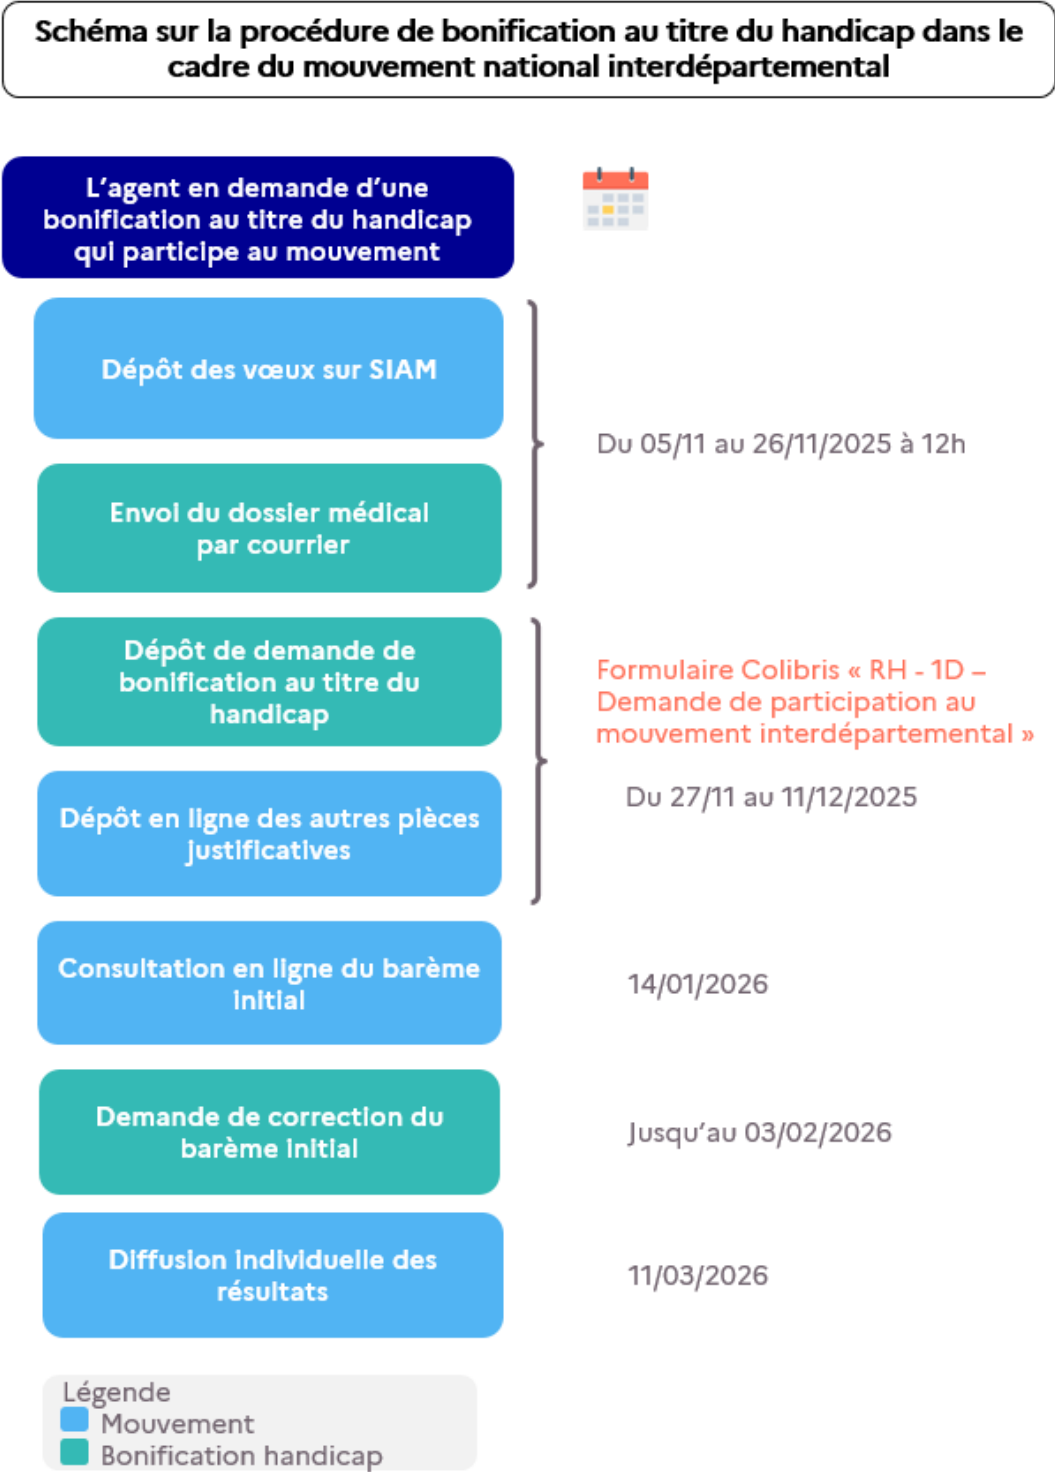 Schéma sur la procédure de bonification au titre du handicap dans le
cadre du mouvement national interdépartemental
L’agent en demande d’une
bonification au titre du handicap
qui participe au mouvement
Dépôt des vœux sur SIAM
Envoi du dossier médical
par courrier
Du 05/11 au 26/11/2025 à 12h
Dépôt de demande de
bonification au titre du
handicap
Dépôt en ligne des autres pièces
justificatives
Formulaire Colibris « RH - 1D –
Demande de participation au
mouvement interdépartemental »
Du 27/11 au 11/12/2025
Consultation en ligne du barème
initial
14/01/2026
Demande de correction du
barème initial
Jusqu’au 03/02/2026
Diffusion individuelle des
résultats
11/03/2026
Légende
Mouvement
Bonification handicap